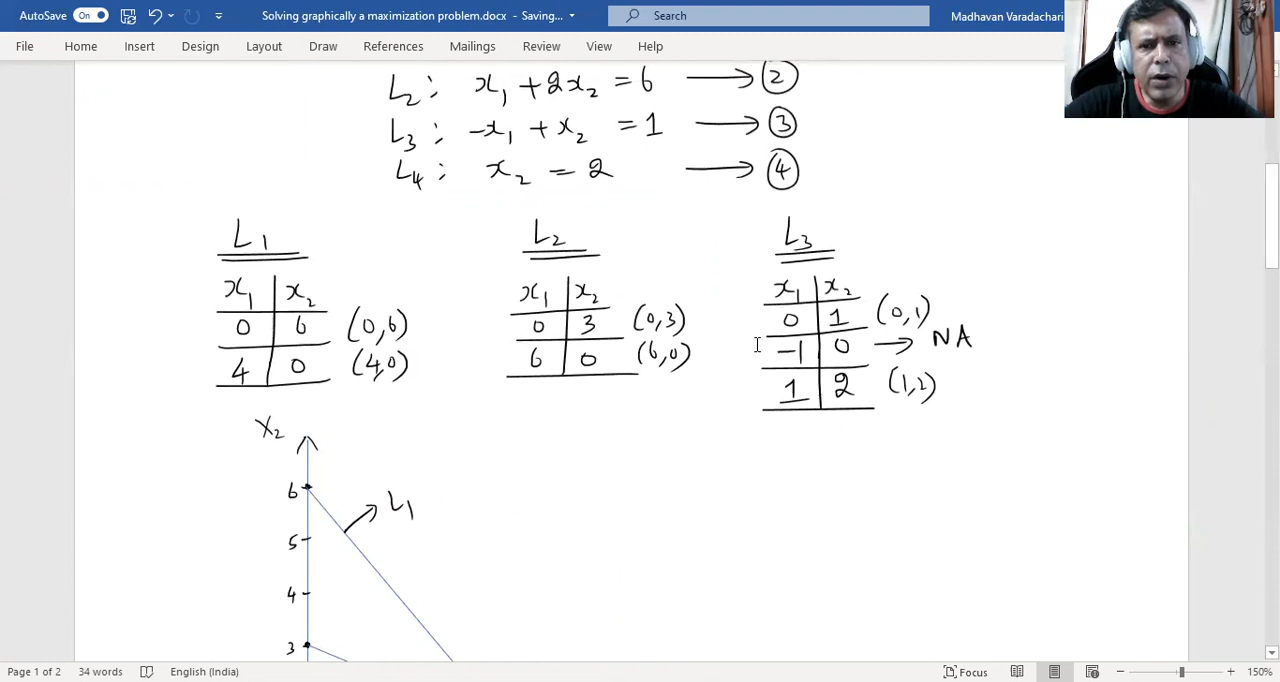 AutoSave On Solving graphically a maximization problem.docx - Saving... Search Madhavan Varadachari
File Home Insert Design Layout Draw References Mailings Review View Help
L₂: x₁ + 2x₂ = 6 → ②
L₃: -x₁ + x₂ = 1 → ③
L₄: x₂ = 2 → ④
L₁
x₁ x₂
0 6 (0,6)
4 0 (4,0)
L₂
x₁ x₂
0 3 (0,3)
6 0 (6,0)
L₃
x₁ x₂
0 1 (0,1)
-1 0 → NA
1 2 (1,2)
X₂
6
L₁
5
4
3
Page 1 of 2 34 words English (India) Focus 150%